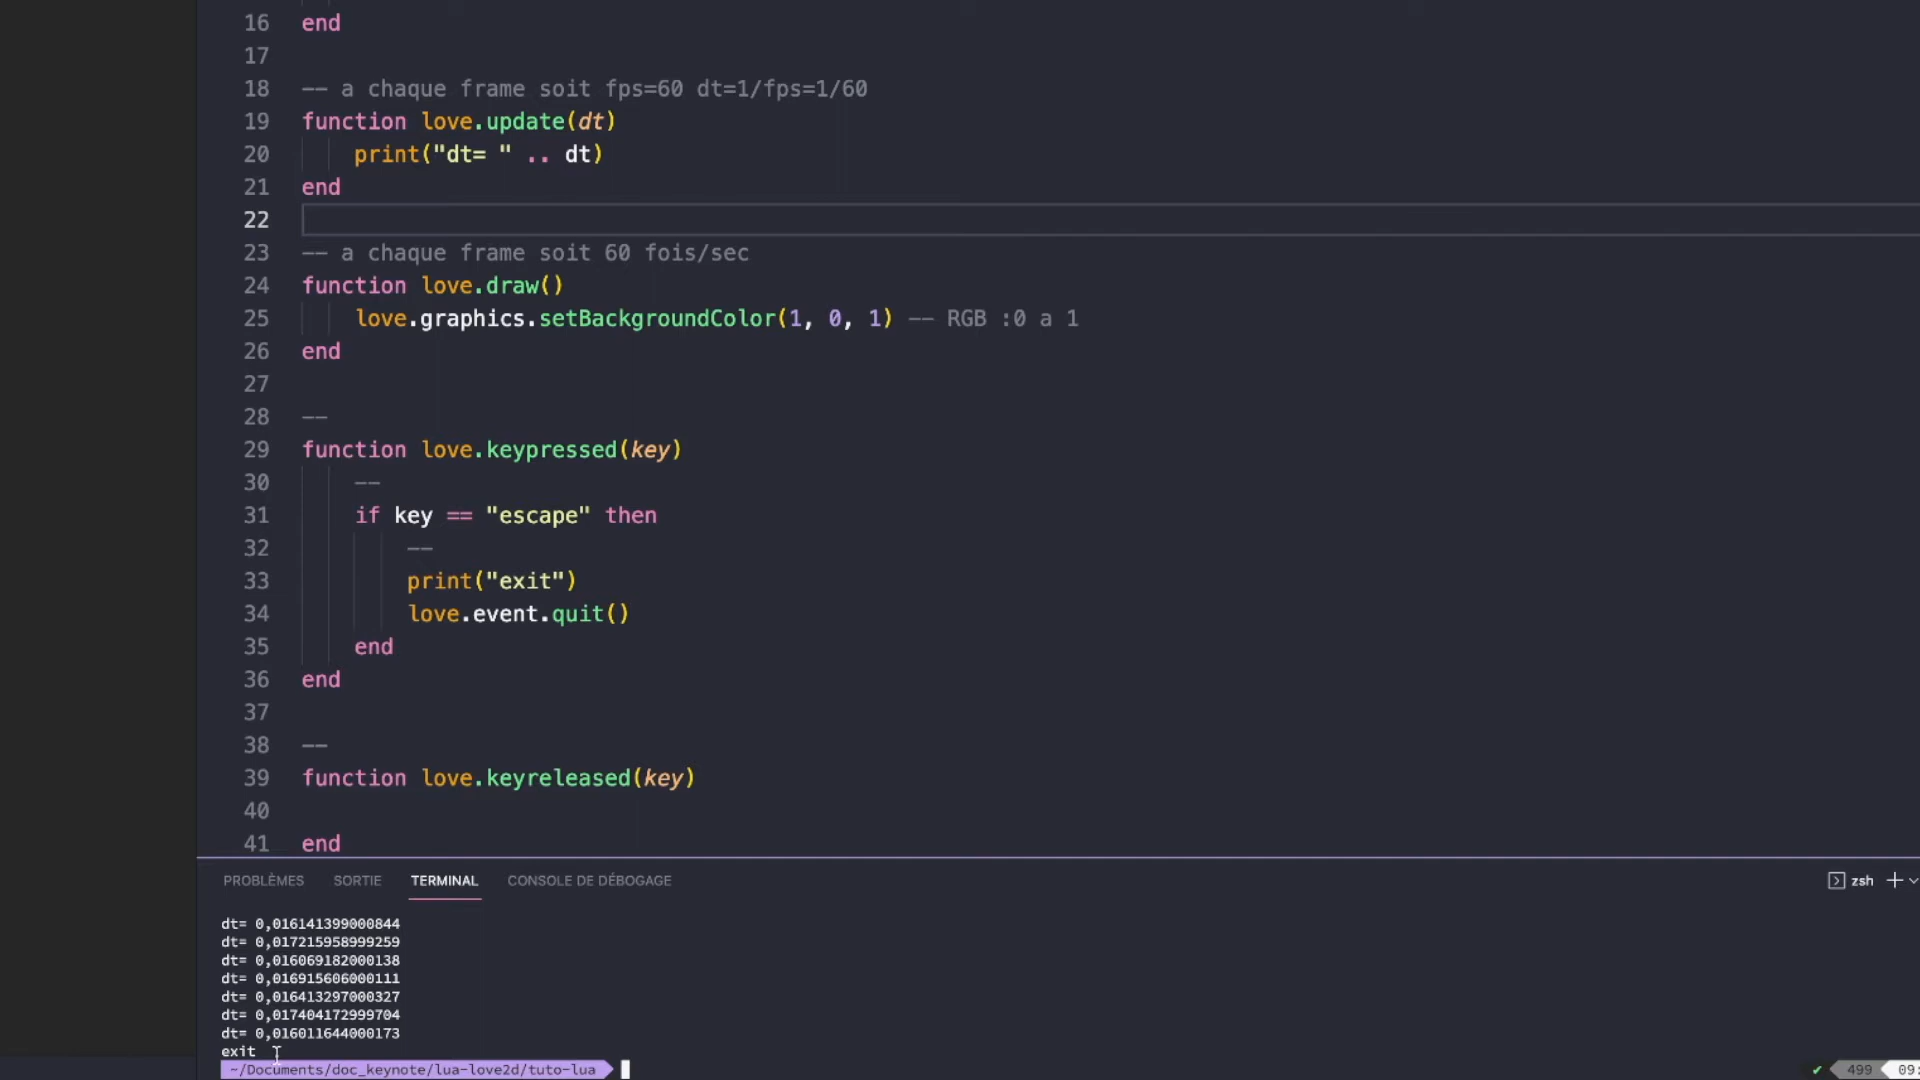 16 end
17
18 -- a chaque frame soit fps=60 dt=1/fps=1/60
19 function love.update(dt)
20 print("dt= " .. dt)
21 end
22
23 -- a chaque frame soit 60 fois/sec
24 function love.draw()
25 love.graphics.setBackgroundColor(1, 0, 1) -- RGB :0 a 1
26 end
27
28 --
29 function love.keypressed(key)
30 --
31 if key == "escape" then
32 --
33 print("exit")
34 love.event.quit()
35 end
36 end
37
38 --
39 function love.keyreleased(key)
40
41 end
PROBLÈMES SORTIE TERMINAL CONSOLE DE DÉBOGAGE zsh
dt= 0,016141399000844
dt= 0,017215958999259
dt= 0,016069182000138
dt= 0,016915606000111
dt= 0,016413297000327
dt= 0,017404172999704
dt= 0,016011644000173
exit
~/Documents/doc_keynote/lua-love2d/tuto-lua ✔ 499 09: